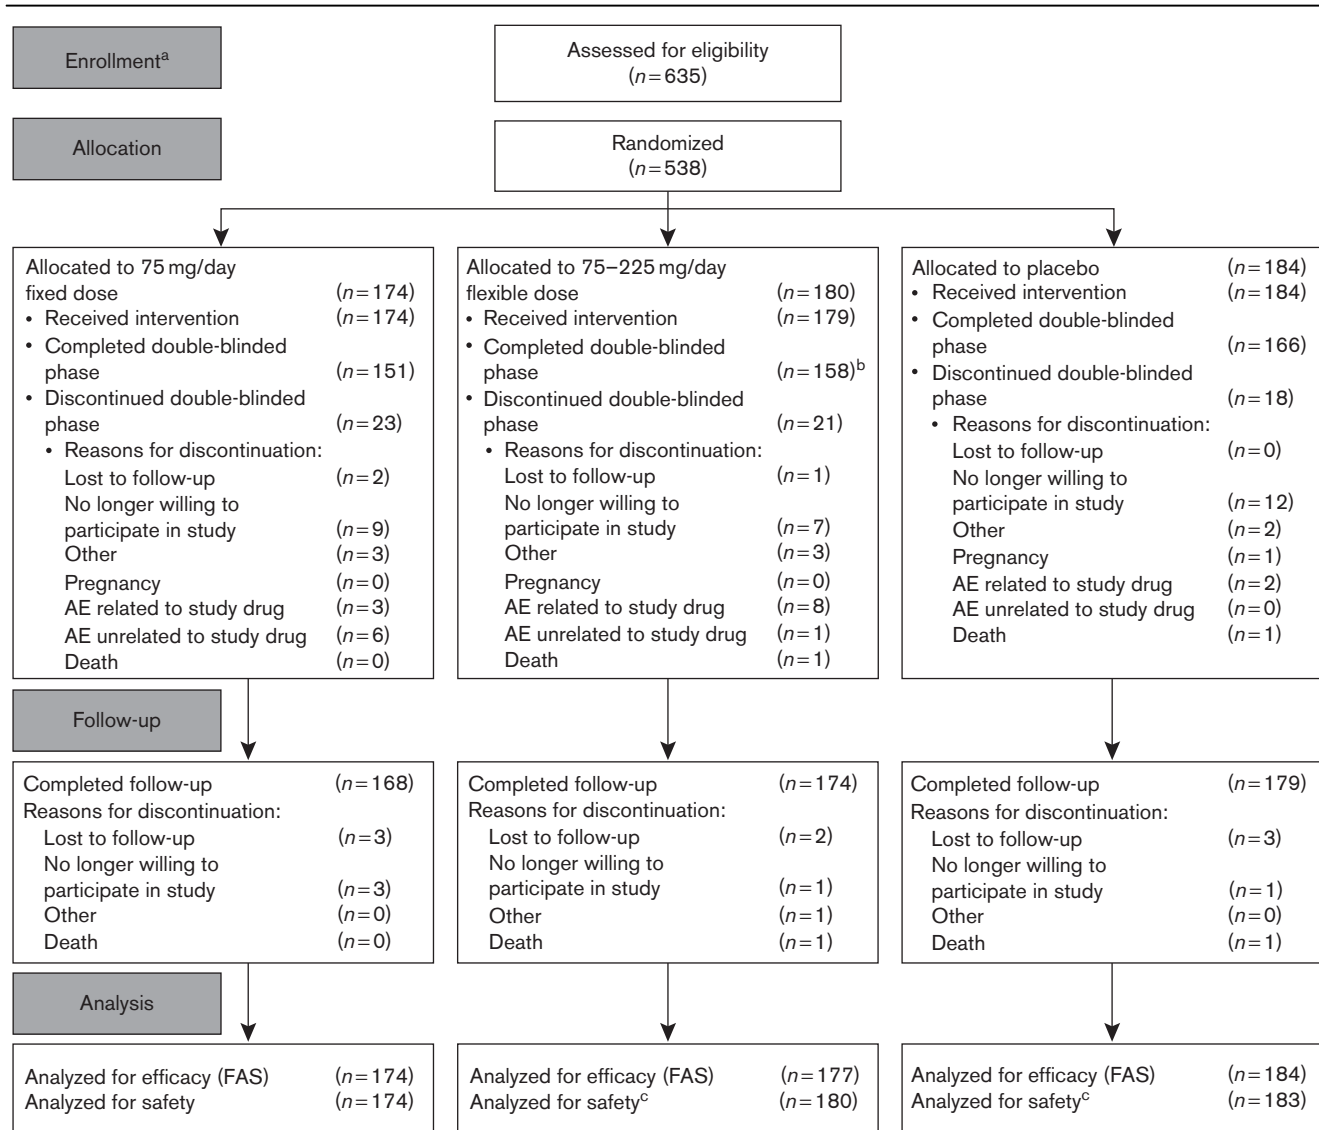 Enrollmentᵃ
Assessed for eligibility
(n=635)
Allocation
Randomized
(n=538)
Allocated to 75 mg/day
fixed dose (n=174)
• Received intervention (n=174)
• Completed double-blinded
phase (n=151)
• Discontinued double-blinded
phase (n=23)
• Reasons for discontinuation:
Lost to follow-up (n=2)
No longer willing to
participate in study (n=9)
Other (n=3)
Pregnancy (n=0)
AE related to study drug (n=3)
AE unrelated to study drug (n=6)
Death (n=0)
Allocated to 75–225 mg/day
flexible dose (n=180)
• Received intervention (n=179)
• Completed double-blinded
phase (n=158)ᵇ
• Discontinued double-blinded
phase (n=21)
• Reasons for discontinuation:
Lost to follow-up (n=1)
No longer willing to
participate in study (n=7)
Other (n=3)
Pregnancy (n=0)
AE related to study drug (n=8)
AE unrelated to study drug (n=1)
Death (n=1)
Allocated to placebo (n=184)
• Received intervention (n=184)
• Completed double-blinded
phase (n=166)
• Discontinued double-blinded
phase (n=18)
• Reasons for discontinuation:
Lost to follow-up (n=0)
No longer willing to
participate in study (n=12)
Other (n=2)
Pregnancy (n=1)
AE related to study drug (n=2)
AE unrelated to study drug (n=0)
Death (n=1)
Follow-up
Completed follow-up (n=168)
Reasons for discontinuation:
Lost to follow-up (n=3)
No longer willing to
participate in study (n=3)
Other (n=0)
Death (n=0)
Completed follow-up (n=174)
Reasons for discontinuation:
Lost to follow-up (n=2)
No longer willing to
participate in study (n=1)
Other (n=1)
Death (n=1)
Completed follow-up (n=179)
Reasons for discontinuation:
Lost to follow-up (n=3)
No longer willing to
participate in study (n=1)
Other (n=0)
Death (n=1)
Analysis
Analyzed for efficacy (FAS) (n=174)
Analyzed for safety (n=174)
Analyzed for efficacy (FAS) (n=177)
Analyzed for safetyᶜ (n=180)
Analyzed for efficacy (FAS) (n=184)
Analyzed for safetyᶜ (n=183)